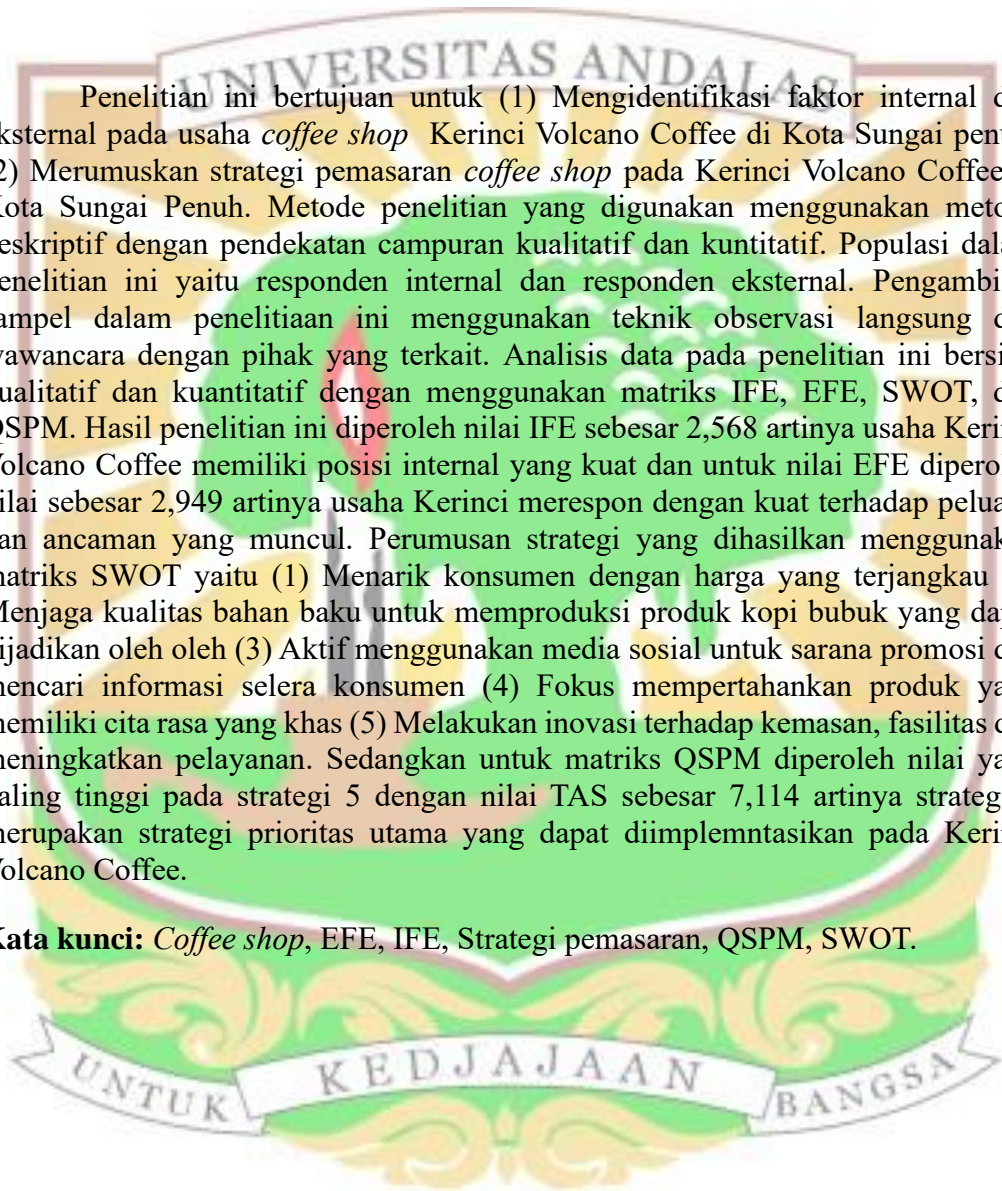 UNIVERSITAS ANDALAS
Penelitian ini bertujuan untuk (1) Mengidentifikasi faktor internal d
eksternal pada usaha coffee shop Kerinci Volcano Coffee di Kota Sungai pen
2) Merumuskan strategi pemasaran coffee shop pada Kerinci Volcano Coffee
Kota Sungai Penuh. Metode penelitian yang digunakan menggunakan meto
eskriptif dengan pendekatan campuran kualitatif dan kuntitatif. Populasi dala
enelitian ini yaitu responden internal dan responden eksternal. Pengambi
ampel dalam penelitiaan ini menggunakan teknik observasi langsung d
wawancara dengan pihak yang terkait. Analisis data pada penelitian ini bersi
ualitatif dan kuantitatif dengan menggunakan matriks IFE, EFE, SWOT, d
QSPM. Hasil penelitian ini diperoleh nilai IFE sebesar 2,568 artinya usaha Kerin
Volcano Coffee memiliki posisi internal yang kuat dan untuk nilai EFE diperol
ilai sebesar 2,949 artinya usaha Kerinci merespon dengan kuat terhadap pelua
an ancaman yang muncul. Perumusan strategi yang dihasilkan menggunak
matriks SWOT yaitu (1) Menarik konsumen dengan harga yang terjangkau
Menjaga kualitas bahan baku untuk memproduksi produk kopi bubuk yang dap
ijadikan oleh oleh (3) Aktif menggunakan media sosial untuk sarana promosi d
mencari informasi selera konsumen (4) Fokus mempertahankan produk ya
memiliki cita rasa yang khas (5) Melakukan inovasi terhadap kemasan, fasilitas d
meningkatkan pelayanan. Sedangkan untuk matriks QSPM diperoleh nilai ya
aling tinggi pada strategi 5 dengan nilai TAS sebesar 7,114 artinya strateg
merupakan strategi prioritas utama yang dapat diimplemntasikan pada Kerin
Volcano Coffee.
Kata kunci: Coffee shop, EFE, IFE, Strategi pemasaran, QSPM, SWOT.
UNTUK KEDJAJAAN BANGSA